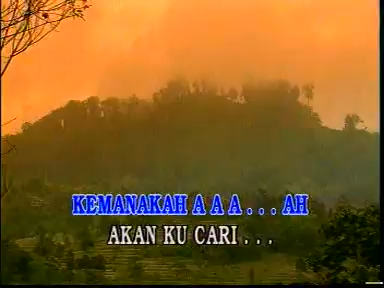 KEMANAKAH A A A . . . AH
AKAN KU CARI . . .